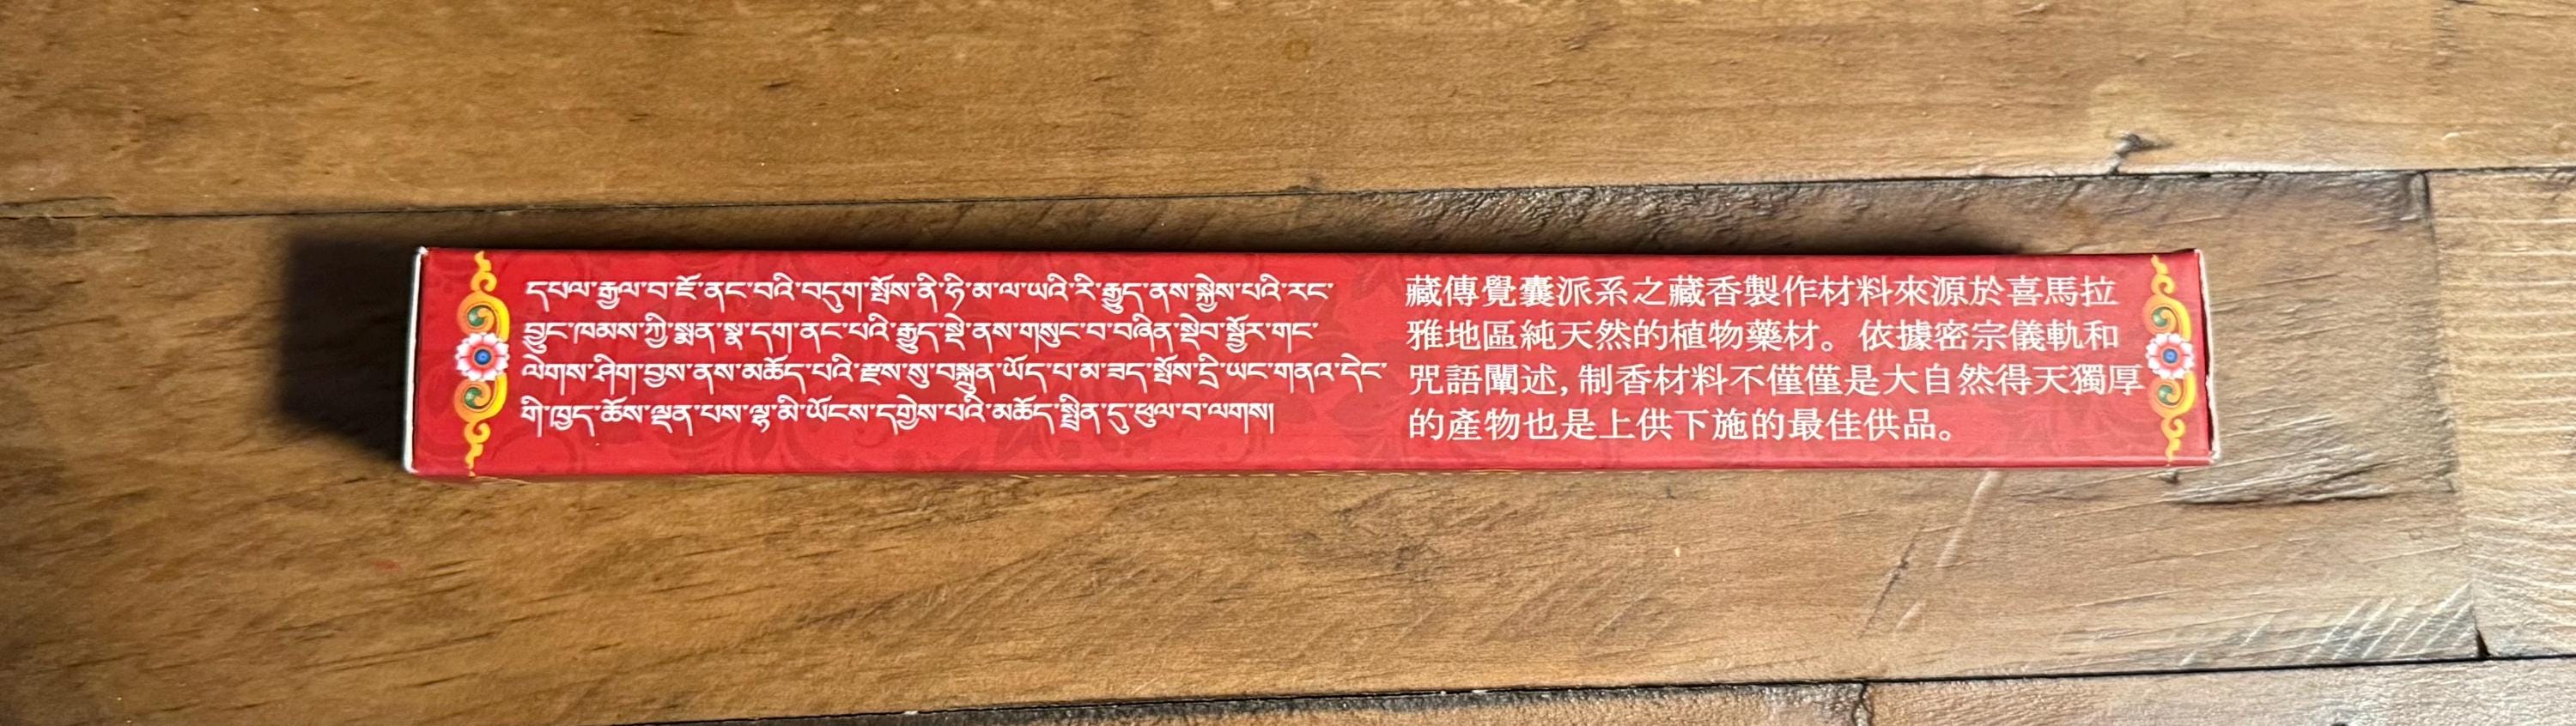 དཔལ་རྒྱལ་བ་ཇོ་ནང་བའི་བདུག་སྤོས་ནི་ཧི་མ་ལ་ཡའི་རི་རྒྱུད་ནས་སྐྱེས་པའི་རང་
བྱུང་ཁམས་ཀྱི་སྨན་སྣ་དག་ནང་པའི་རྒྱུད་སྡེ་ནས་གསུང་བ་བཞིན་སྡེབ་སྦྱོར་གང་
ལེགས་ཤིག་བྱས་ནས་མཆོད་པའི་རྫས་སུ་བསྐྲུན་ཡོད་པ་མ་ཟད་སྤོས་དྲི་ཡང་གནའ་དེང་
གི་ཁྱད་ཆོས་ལྡན་པས་ལྷ་མི་ཡོངས་དགྱེས་པའི་མཆོད་སྤྲིན་དུ་ཕུལ་བ་ལགས།
藏傳覺囊派系之藏香製作材料來源於喜馬拉
雅地區純天然的植物藥材。依據密宗儀軌和
咒語闡述,制香材料不僅僅是大自然得天獨厚
的產物也是上供下施的最佳供品。